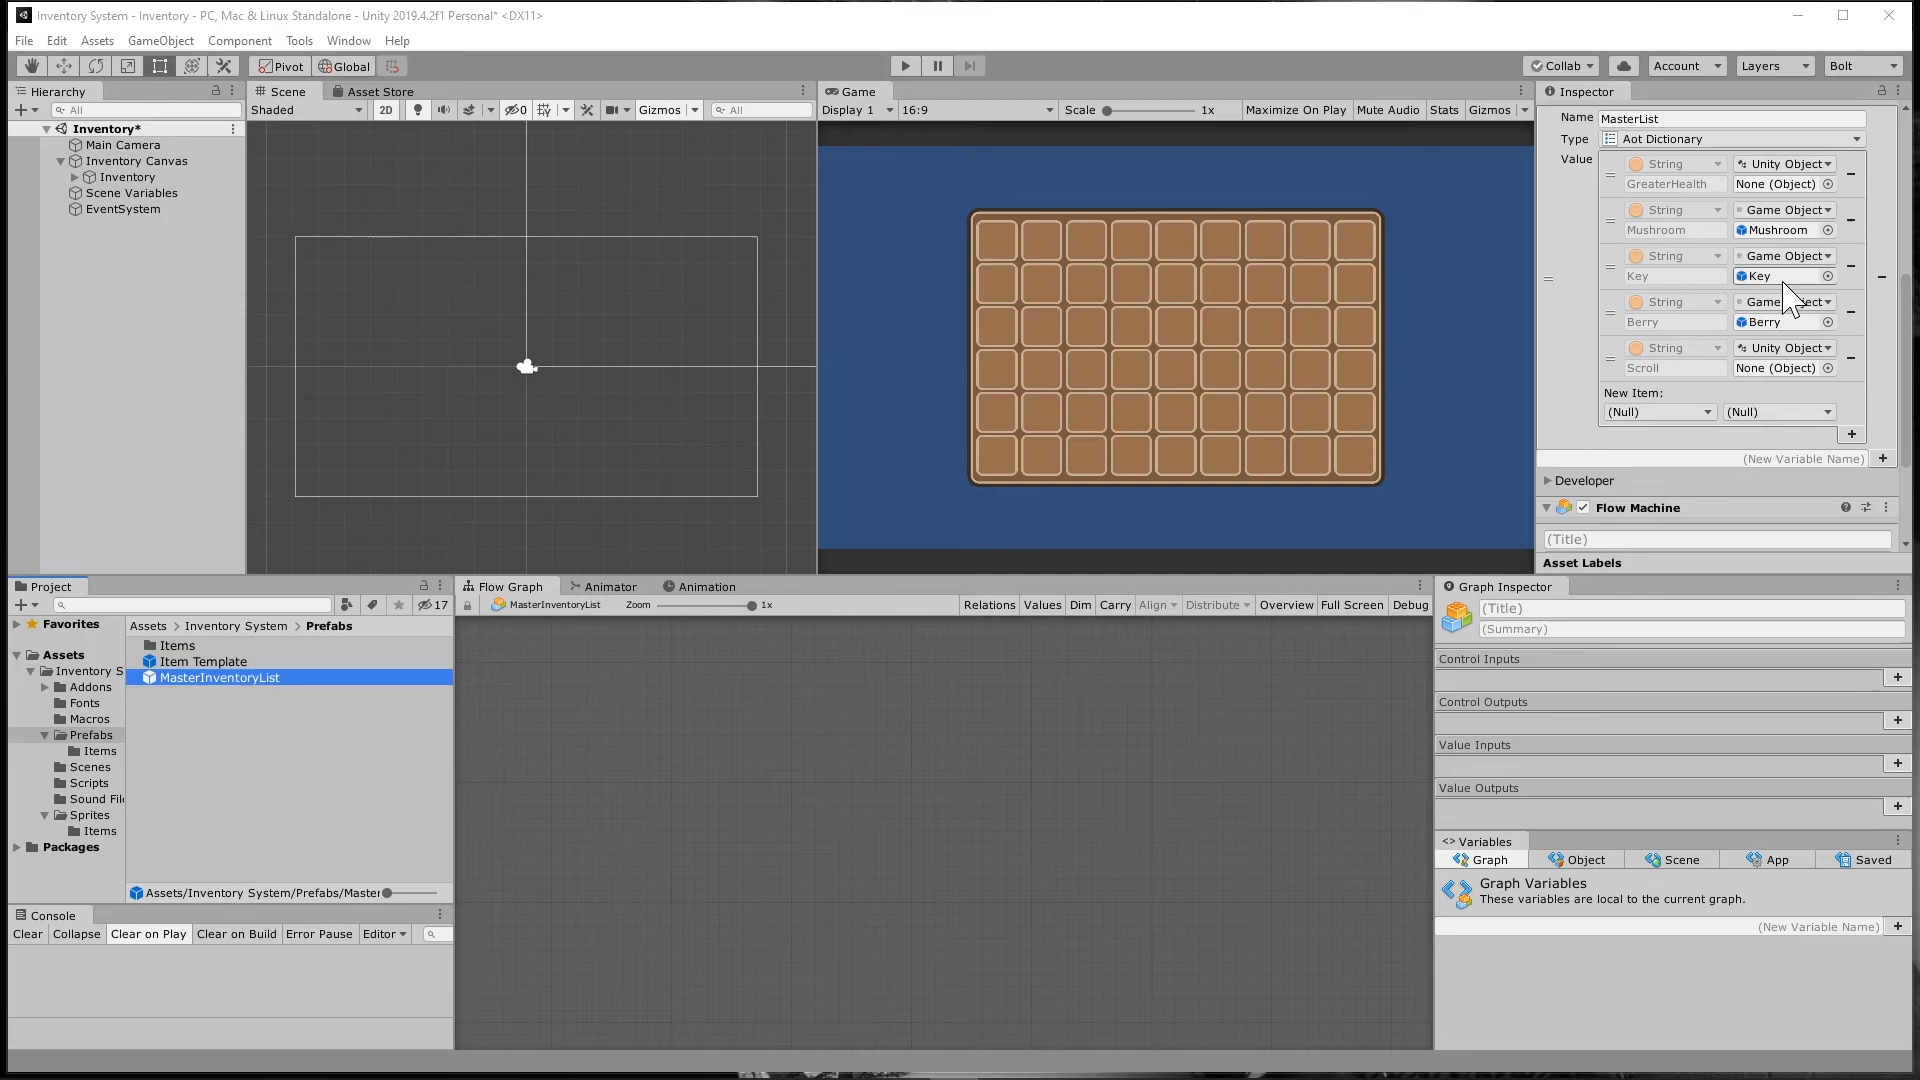 Inventory System - Inventory - PC, Mac & Linux Standalone - Unity 2019.4.2f1 Personal* <DX11>
File Edit Assets GameObject Component Tools Window Help
Pivot Global Collab Account Layers Bolt
Hierarchy
All
Inventory*
Main Camera
Inventory Canvas
Inventory
Scene Variables
EventSystem
Scene Asset Store
Shaded 2D 0 Gizmos All
Game
Display 1 16:9 Scale 1x Maximize On Play Mute Audio Stats Gizmos
Inspector
Name MasterList
Type Aot Dictionary
Value
String Unity Object
GreaterHealth None (Object)
String Game Object
Mushroom Mushroom
String Game Object
Key Key
String
Berry Berry
String Unity Object
Scroll None (Object)
New Item:
(Null) (Null)
(New Variable Name)
Developer
Flow Machine
(Title)
Asset Labels
Project
17
Favorites
Assets
Inventory S
Addons
Fonts
Macros
Prefabs
Items
Scenes
Scripts
Sound File
Sprites
Items
Packages
Assets > Inventory System > Prefabs
Items
Item Template
MasterInventoryList
Assets/Inventory System/Prefabs/Master
Console
Clear Collapse Clear on Play Clear on Build Error Pause Editor
Flow Graph Animator Animation
MasterInventoryList Zoom 1x Relations Values Dim Carry Align Distribute Overview Full Screen Debug
Graph Inspector
(Title)
(Summary)
Control Inputs
Control Outputs
Value Inputs
Value Outputs
<> Variables
Graph Object Scene App Saved
Graph Variables
These variables are local to the current graph.
(New Variable Name)